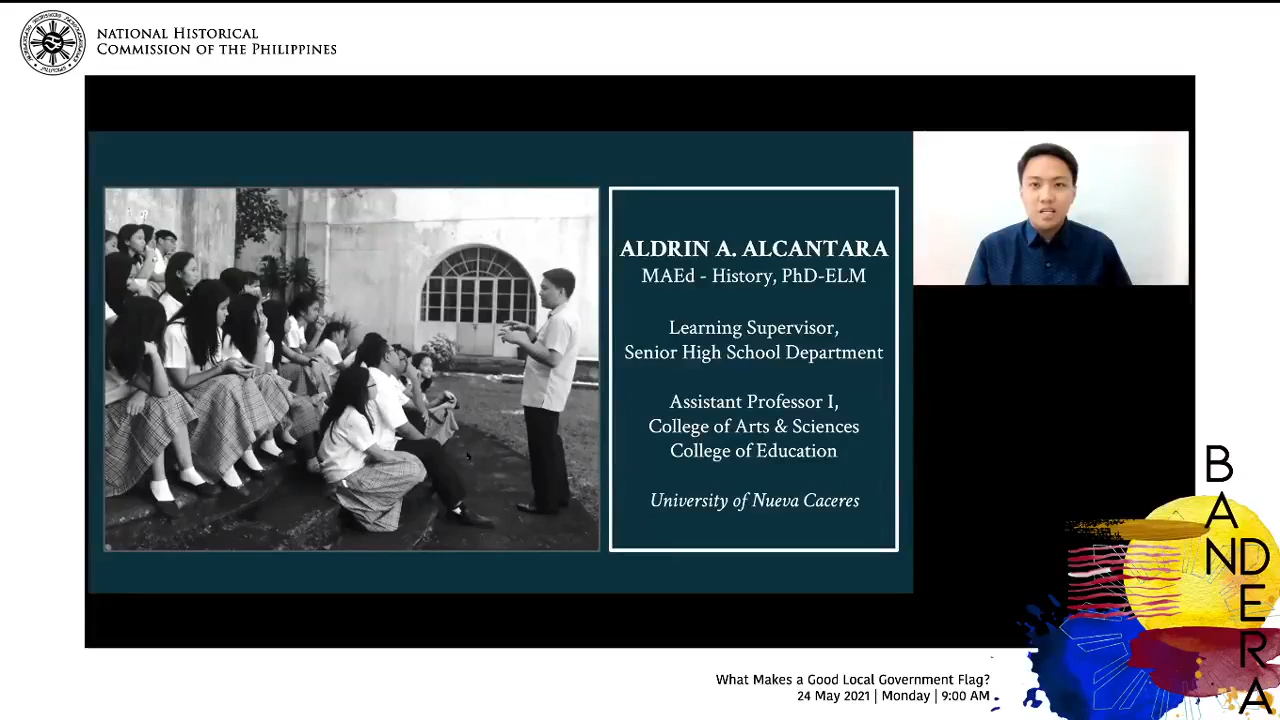 NATIONAL HISTORICAL
COMMISSION OF THE PHILIPPINES
ALDRIN A. ALCANTARA
MAEd - History, PhD-ELM
Learning Supervisor,
Senior High School Department
Assistant Professor I,
College of Arts & Sciences
College of Education
University of Nueva Caceres
BANDERA
What Makes a Good Local Government Flag?
24 May 2021 | Monday | 9:00 AM